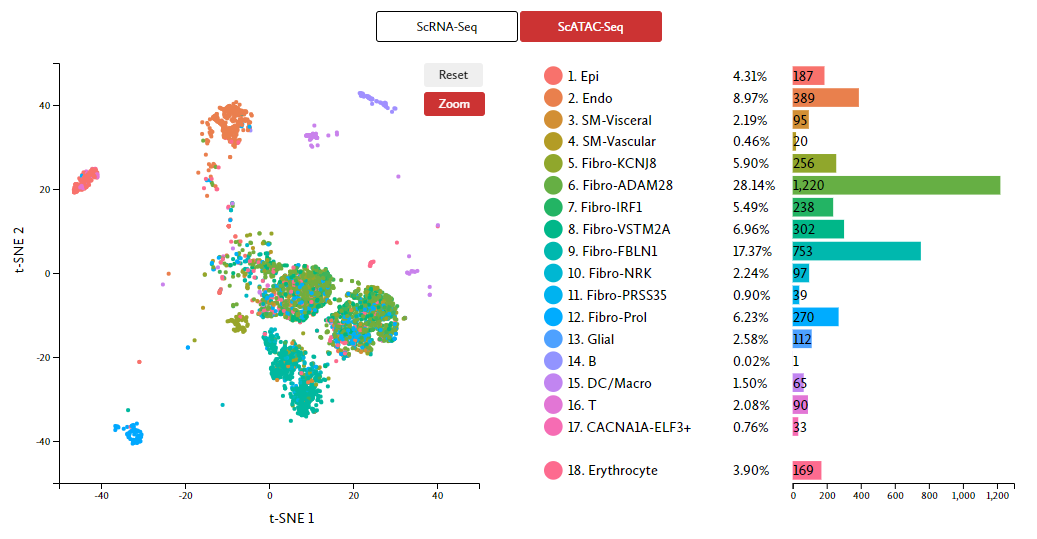 ScRNA-Seq ScATAC-Seq
Reset
Zoom
t-SNE 2
40
20
0
-20
-40
-40 -20 0 20 40
t-SNE 1
1. Epi 4.31% 187
2. Endo 8.97% 389
3. SM-Visceral 2.19% 95
4. SM-Vascular 0.46% 20
5. Fibro-KCNJ8 5.90% 256
6. Fibro-ADAM28 28.14% 1,220
7. Fibro-IRF1 5.49% 238
8. Fibro-VSTM2A 6.96% 302
9. Fibro-FBLN1 17.37% 753
10. Fibro-NRK 2.24% 97
11. Fibro-PRSS35 0.90% 39
12. Fibro-Prol 6.23% 270
13. Glial 2.58% 112
14. B 0.02% 1
15. DC/Macro 1.50% 65
16. T 2.08% 90
17. CACNA1A-ELF3+ 0.76% 33
18. Erythrocyte 3.90% 169
0 200 400 600 800 1,000 1,200